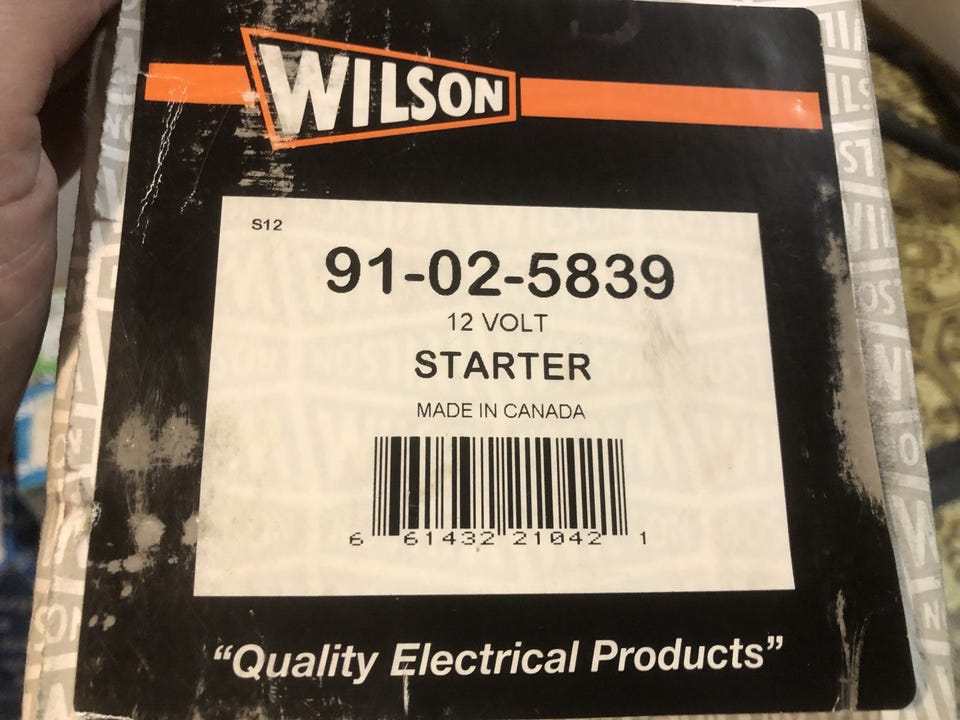 WILSON
S12
91-02-5839
12 VOLT
STARTER
MADE IN CANADA
6 61432 21042 1
“Quality Electrical Products”